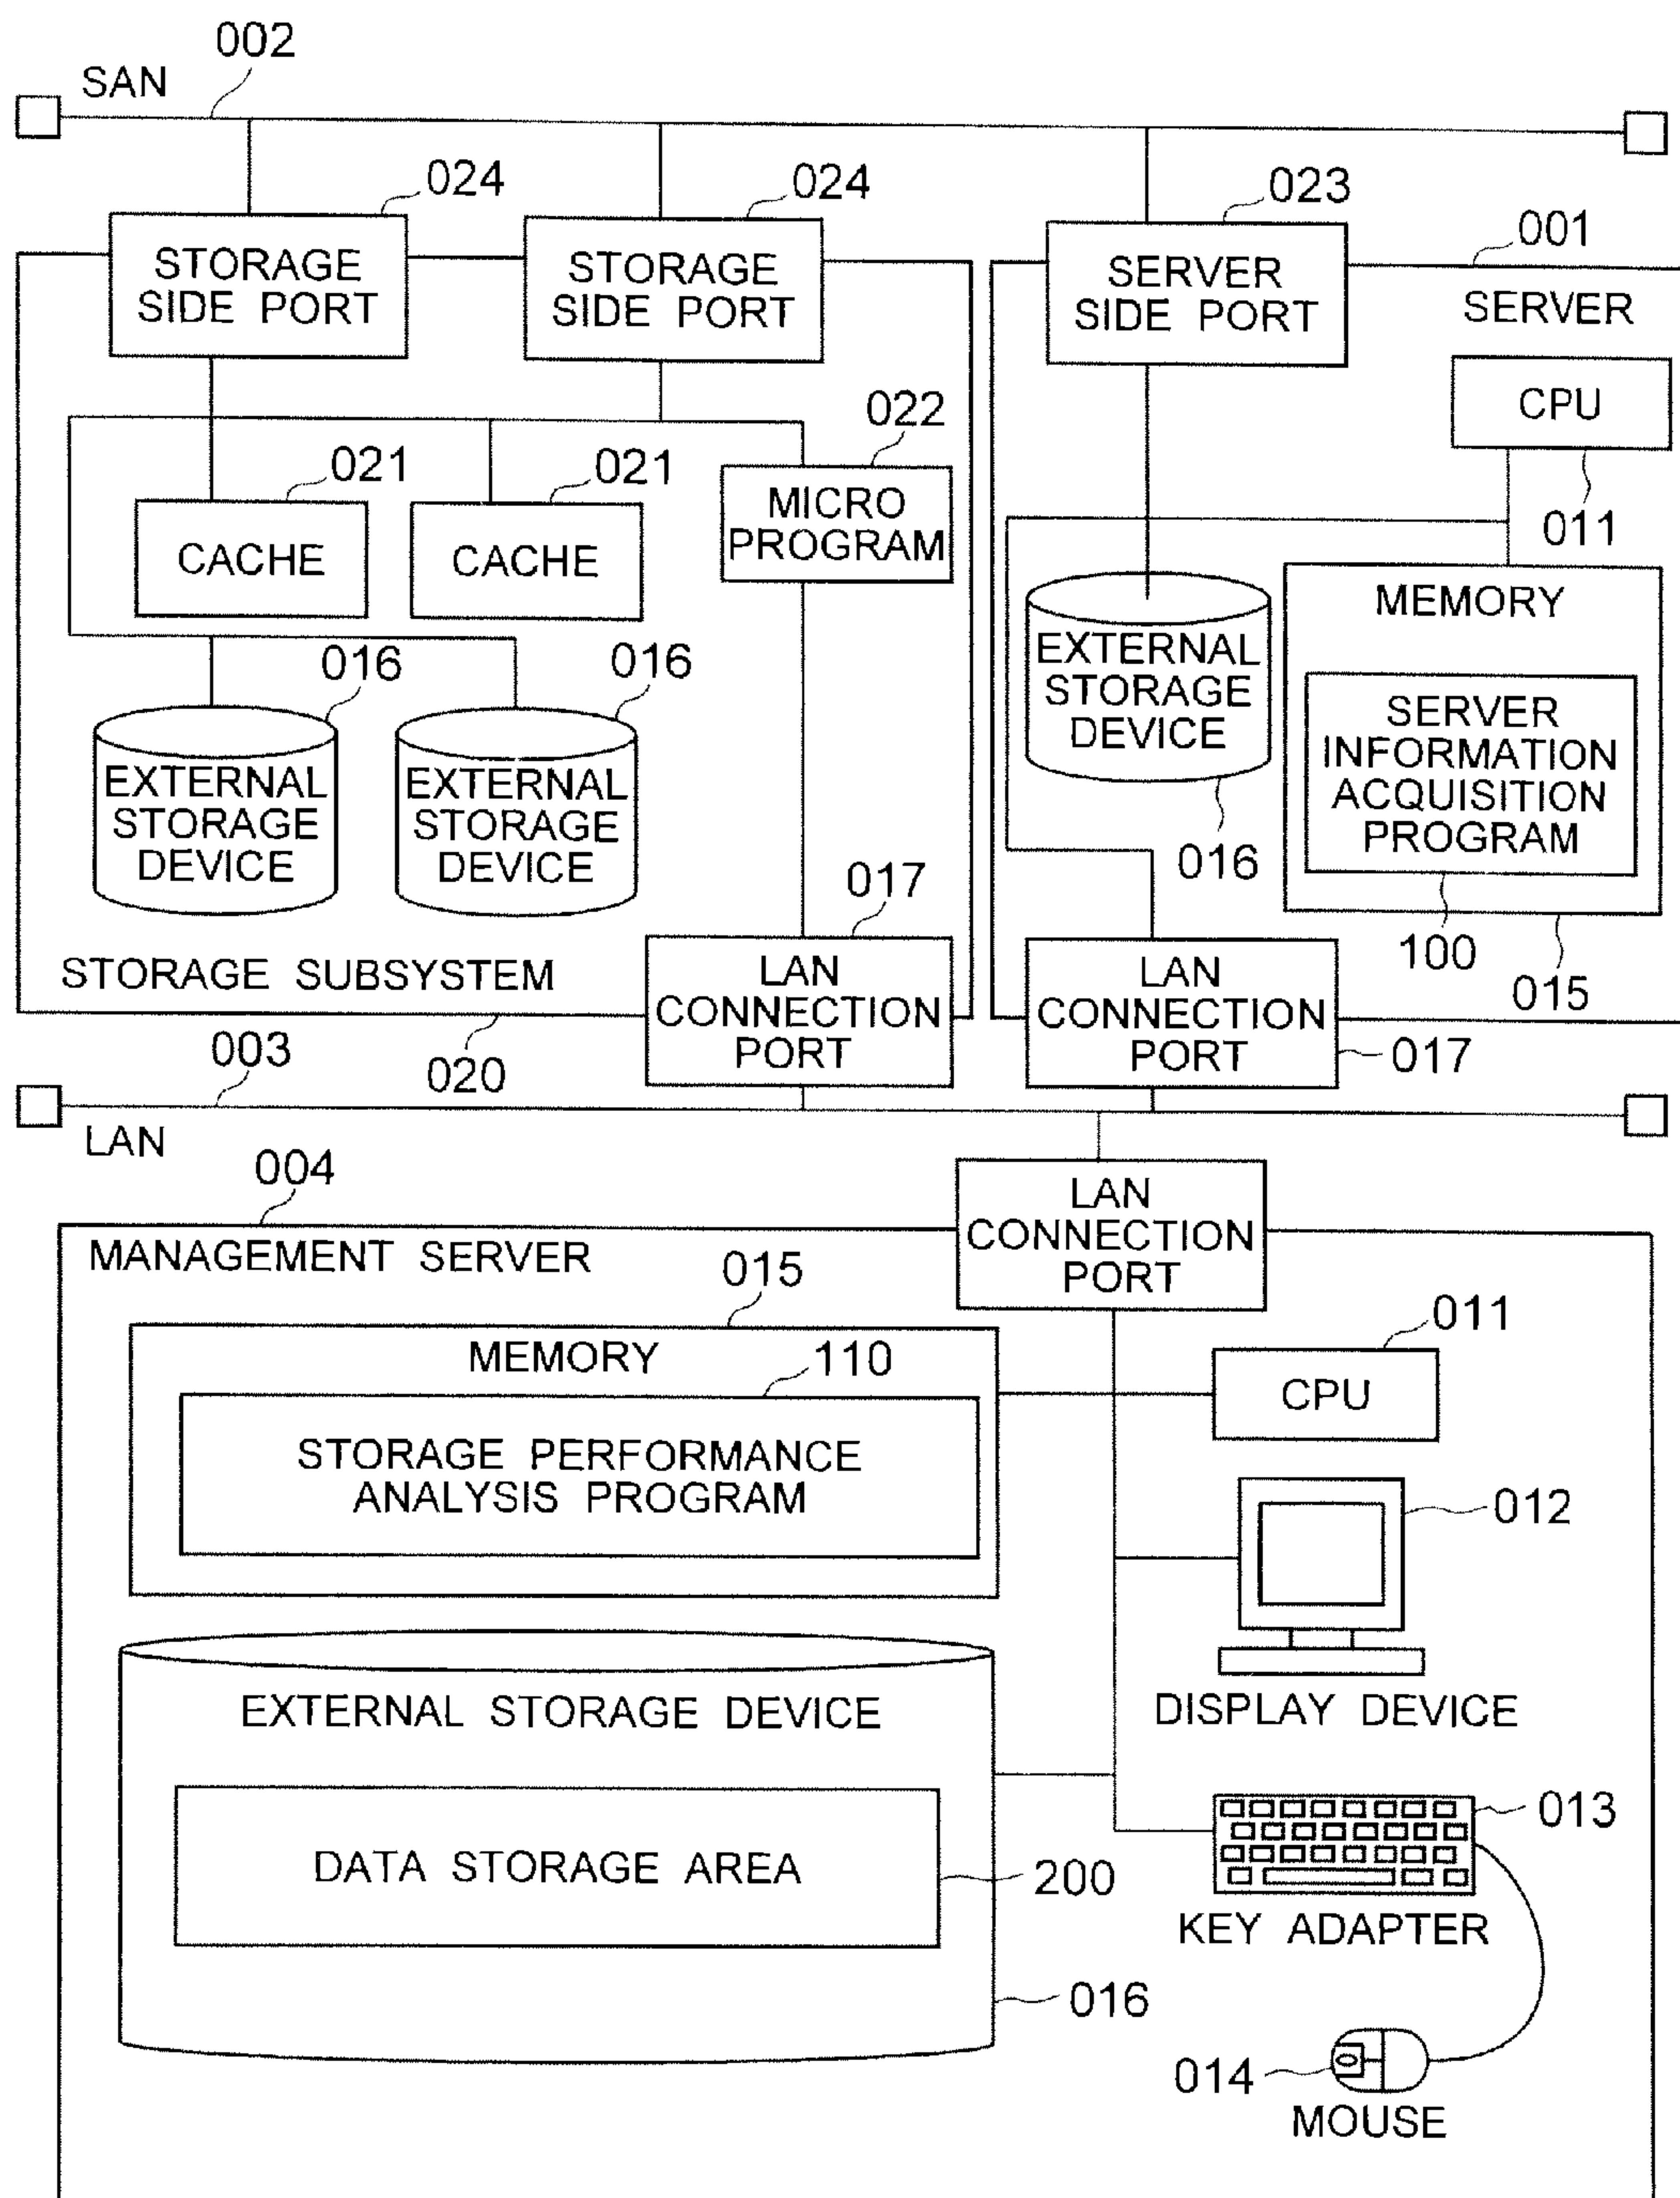 002
SAN
024
024
023
001
STORAGE
SIDE PORT
STORAGE
SIDE PORT
SERVER
SIDE PORT
SERVER
CPU
011
022
021
021
MICRO
PROGRAM
CACHE
CACHE
MEMORY
SERVER
INFORMATION
ACQUISITION
PROGRAM
100
015
EXTERNAL
STORAGE
DEVICE
016
016
016
EXTERNAL
STORAGE
DEVICE
EXTERNAL
STORAGE
DEVICE
017
STORAGE SUBSYSTEM
LAN
CONNECTION
PORT
LAN
CONNECTION
PORT
017
003
020
LAN
004
MANAGEMENT SERVER
LAN
CONNECTION
PORT
015
MEMORY
110
STORAGE PERFORMANCE
ANALYSIS PROGRAM
011
CPU
012
DISPLAY DEVICE
EXTERNAL STORAGE DEVICE
DATA STORAGE AREA
200
013
KEY ADAPTER
016
014
MOUSE